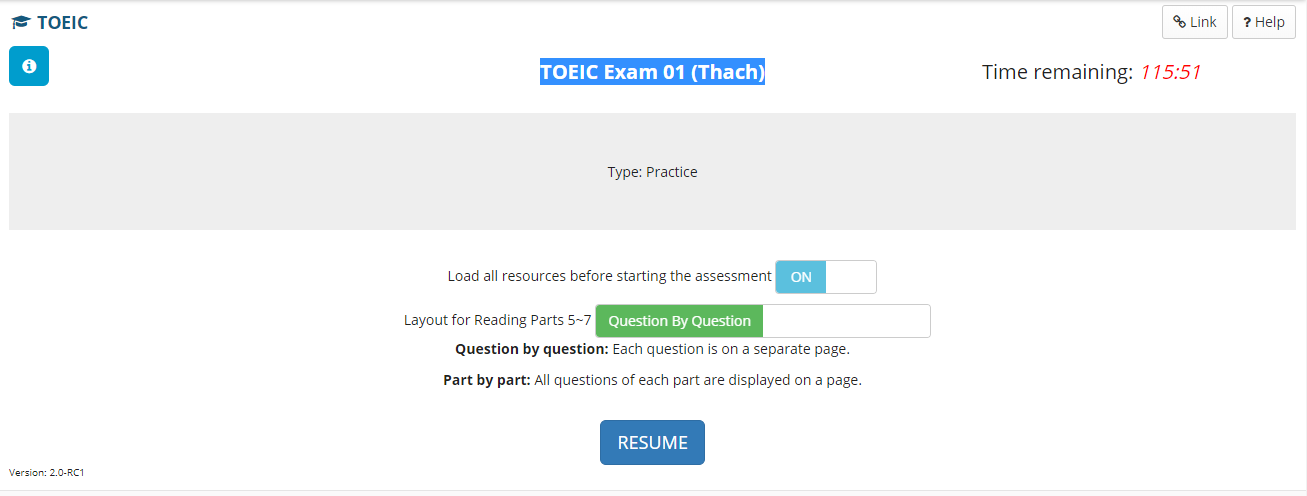 TOEIC
Link
? Help
TOEIC Exam 01 (Thach)
Time remaining: 115:51
Type: Practice
Load all resources before starting the assessment ON
Layout for Reading Parts 5~7 Question By Question
Question by question: Each question is on a separate page.
Part by part: All questions of each part are displayed on a page.
RESUME
Version: 2.0-RC1